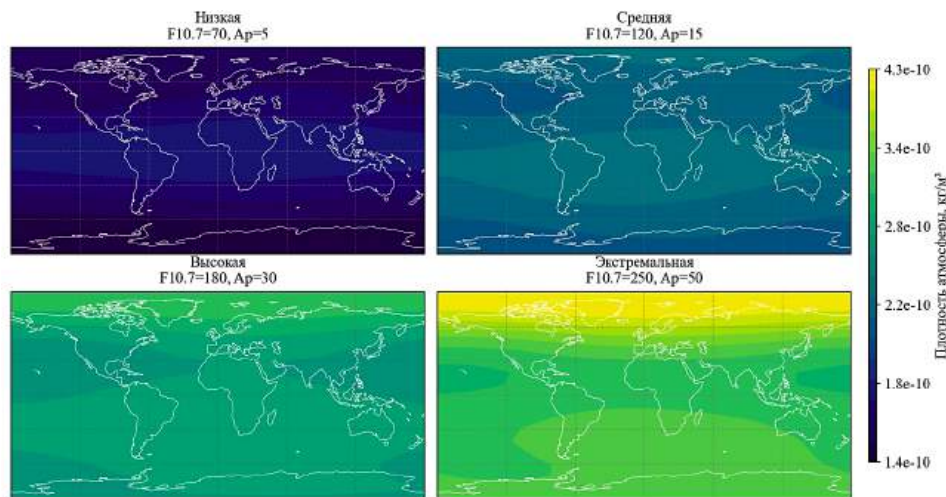 Низкая
F10.7=70, Ap=5
Средняя
F10.7=120, Ap=15
Высокая
F10.7=180, Ap=30
Экстремальная
F10.7=250, Ap=50
4.3e-10
3.4e-10
2.8e-10
2.2e-10
1.8e-10
1.4e-10
Плотность атмосферы, кг/м³